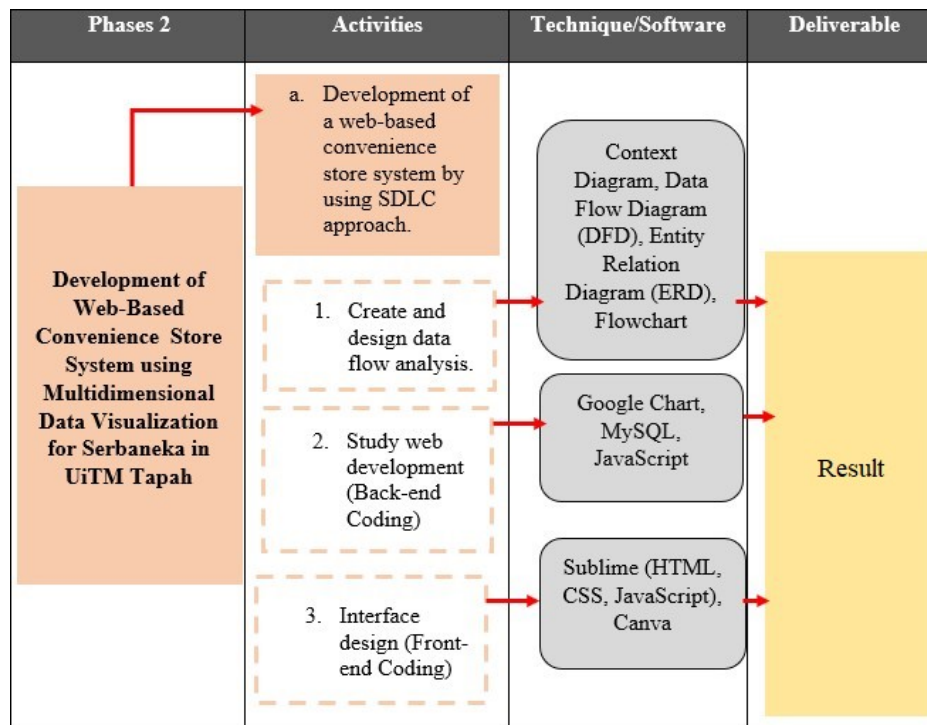 Phases 2
Activities
Technique/Software
Deliverable
Development of
Web-Based
Convenience Store
System using
Multidimensional
Data Visualization
for Serbaneka in
UiTM Tapah
a. Development of
a web-based
convenience
store system by
using SDLC
approach.
1. Create and
design data
flow analysis.
2. Study web
development
(Back-end
Coding)
3. Interface
design (Front-
end Coding)
Context
Diagram, Data
Flow Diagram
(DFD), Entity
Relation
Diagram (ERD),
Flowchart
Google Chart,
MySQL,
JavaScript
Sublime (HTML,
CSS, JavaScript),
Canva
Result